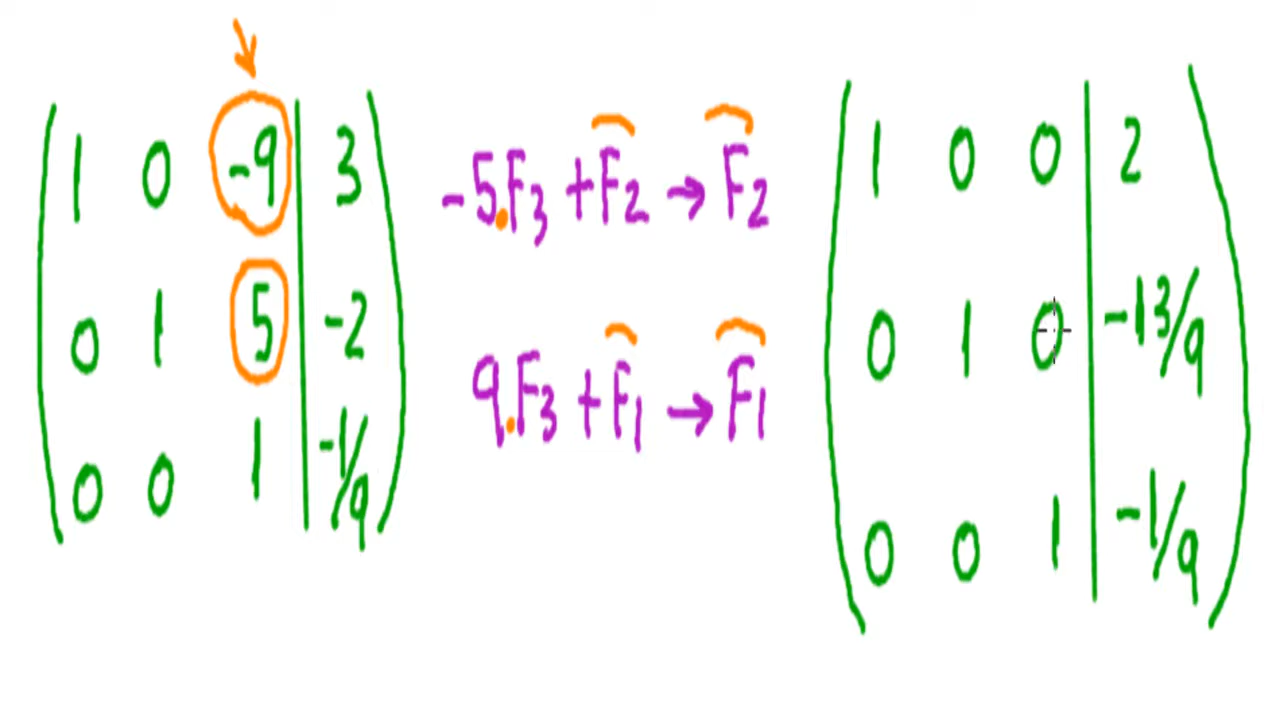 1 0 -9 | 3
0 1 5 | -2
0 0 1 | -1/9
-5.F3 + F2 → F2
9.F3 + F1 → F1
1 0 0 | 2
0 1 0 | -13/9
0 0 1 | -1/9